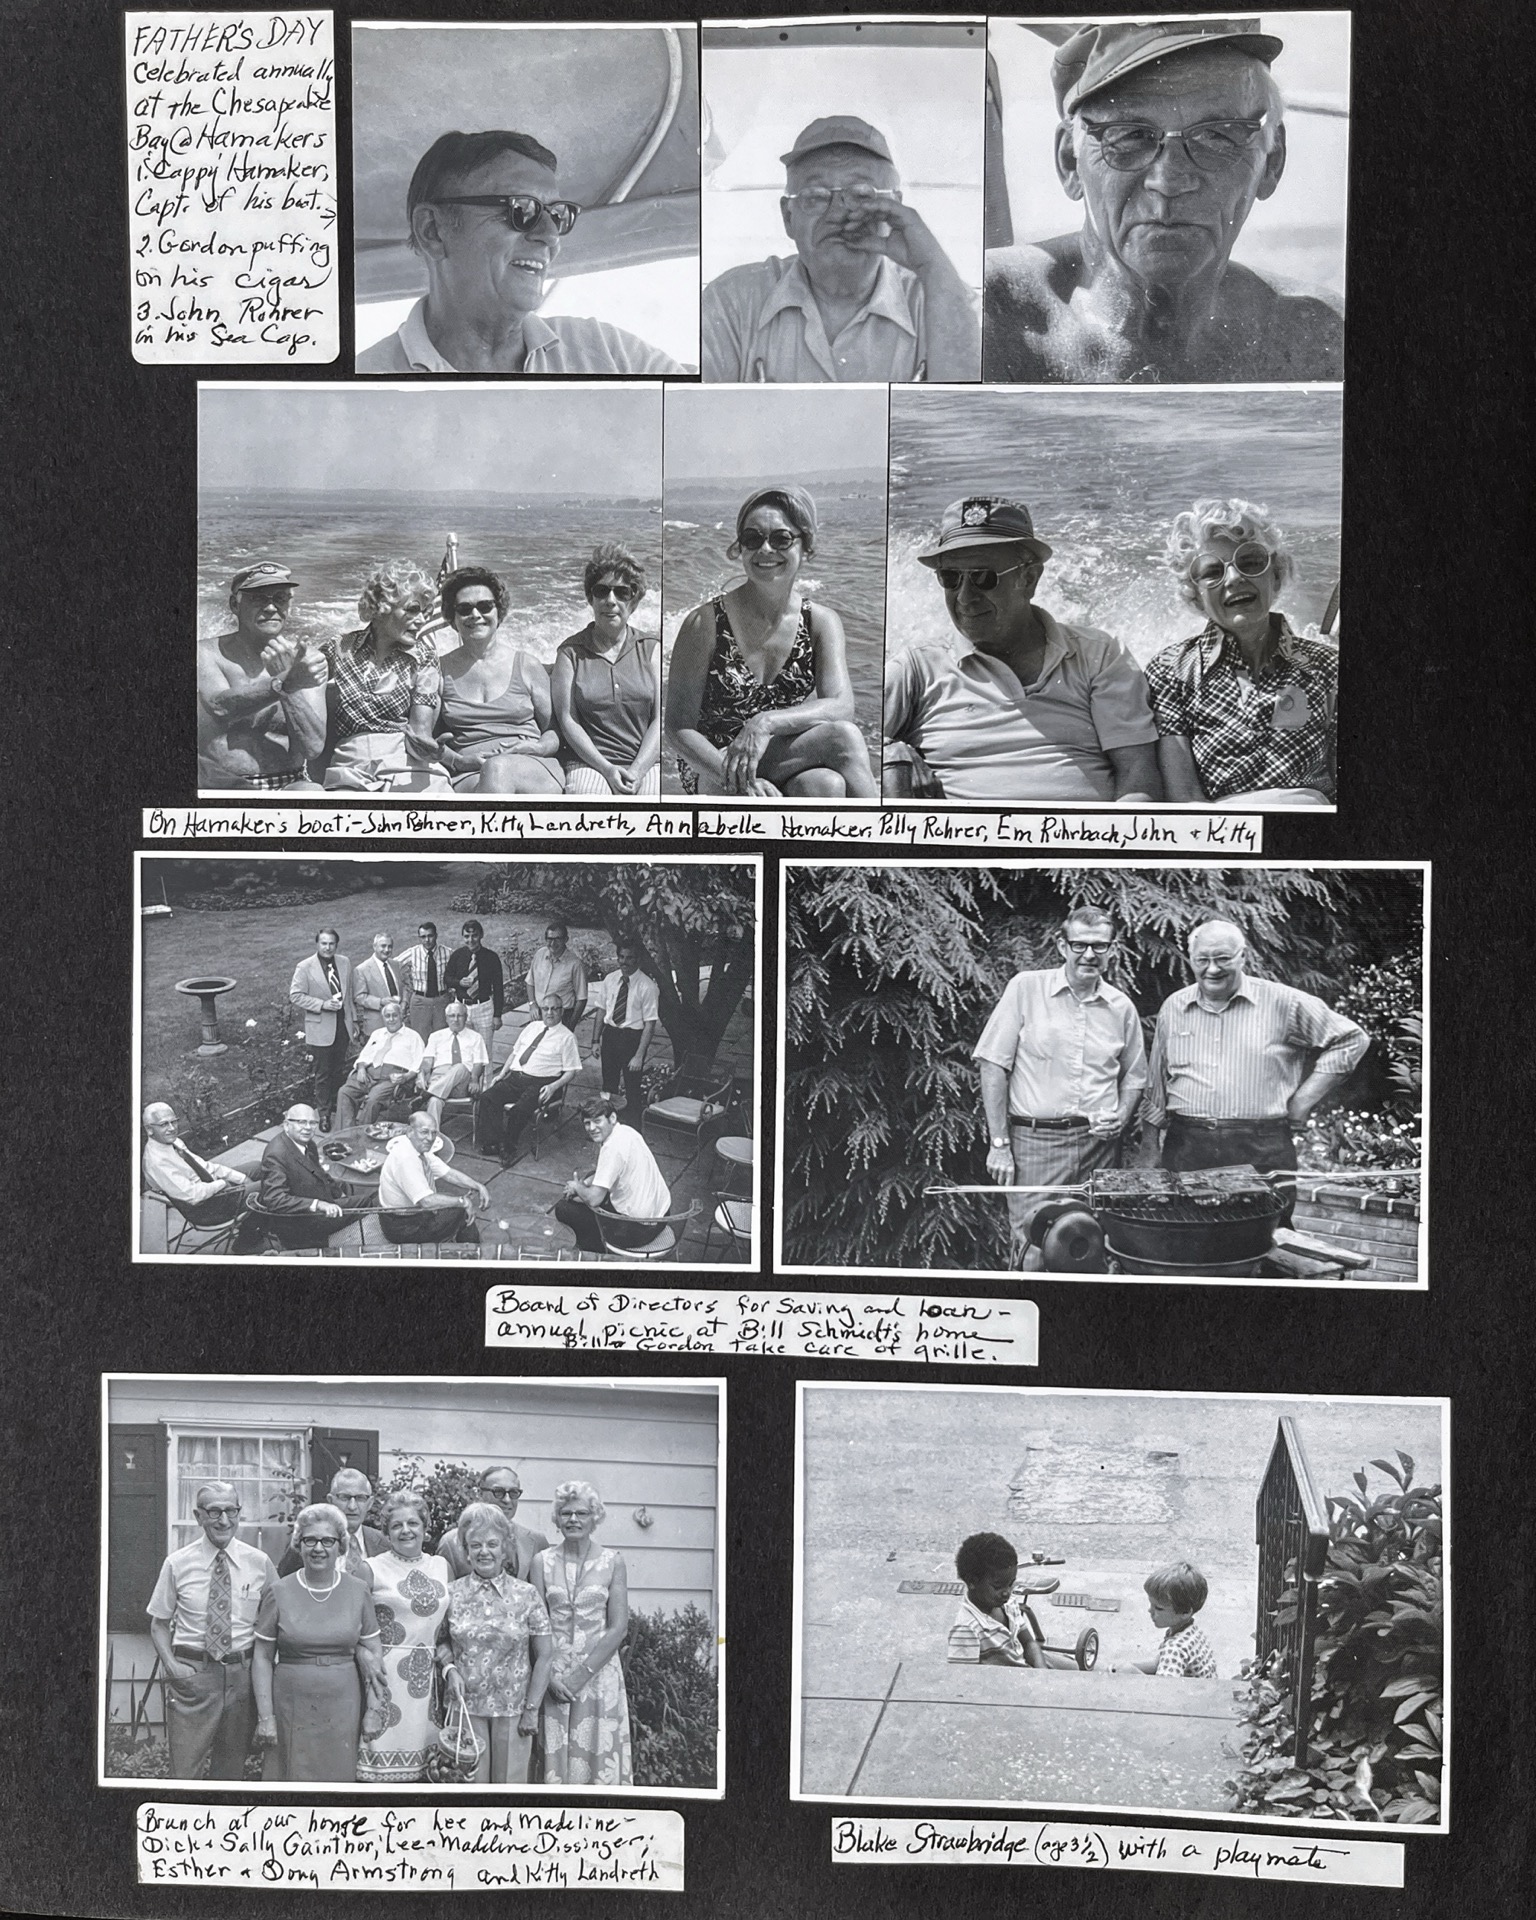 FATHER'S DAY
Celebrated annually
at the Chesapeake
Bay @ Hamakers
1. Cappy Hamaker,
Capt. of his boat. →
2. Gordon puffing
on his cigar
3. John Rohrer
in his Sea Cap.
On Hamaker's boat:- John Rohrer, Kitty Landreth, Annabelle Hamaker, Polly Rohrer, Em Rohrbach, John + Kitty
Board of Directors for Saving and Loan -
annual picnic at Bill Schmidt's home
Bill + Gordon take care of grille.
Brunch at our house for Lee and Madeline -
Dick + Sally Gainthor, Lee + Madeline Dissinger,
Esther + Doug Armstrong and Kitty Landreth
Blake Strawbridge (age 3 1/2) with a playmate